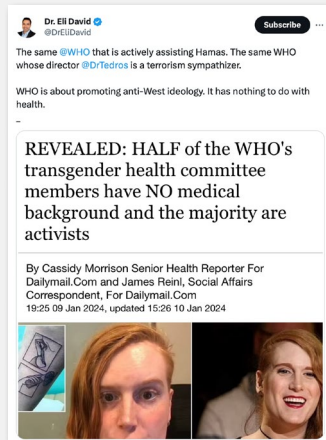 Dr. Eli David
@DrEliDavid
Subscribe
The same @WHO that is actively assisting Hamas. The same WHO
whose director @DrTedros is a terrorism sympathizer.
WHO is about promoting anti-West ideology. It has nothing to do with
health.
–
REVEALED: HALF of the WHO's
transgender health committee
members have NO medical
background and the majority are
activists
By Cassidy Morrison Senior Health Reporter For
Dailymail.Com and James Reinl, Social Affairs
Correspondent, For Dailymail.Com
19:25 09 Jan 2024, updated 15:26 10 Jan 2024